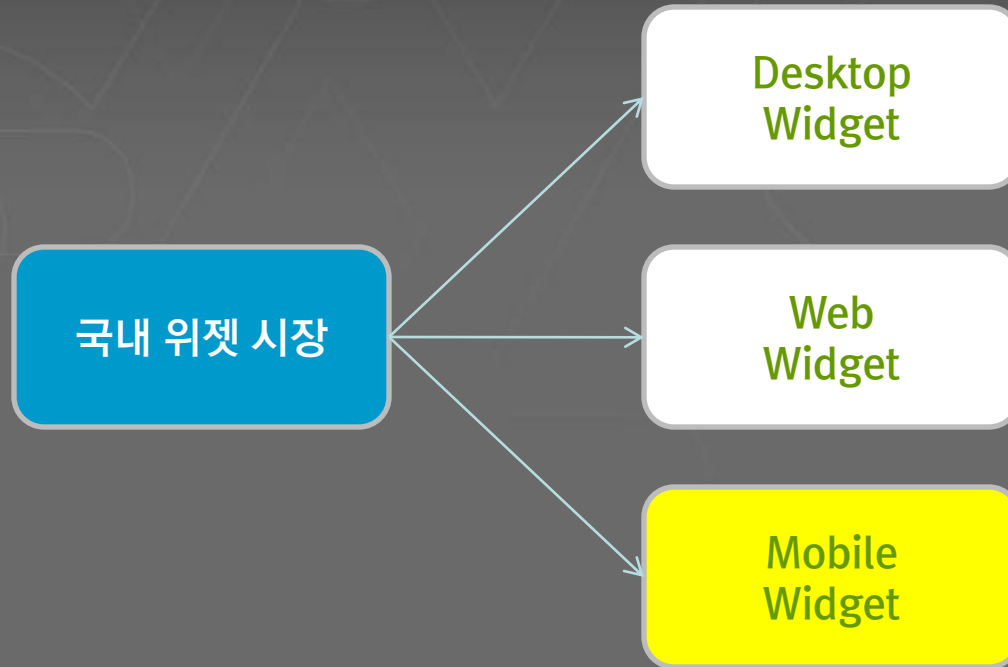 국내 위젯 시장
Desktop
Widget
Web
Widget
Mobile
Widget